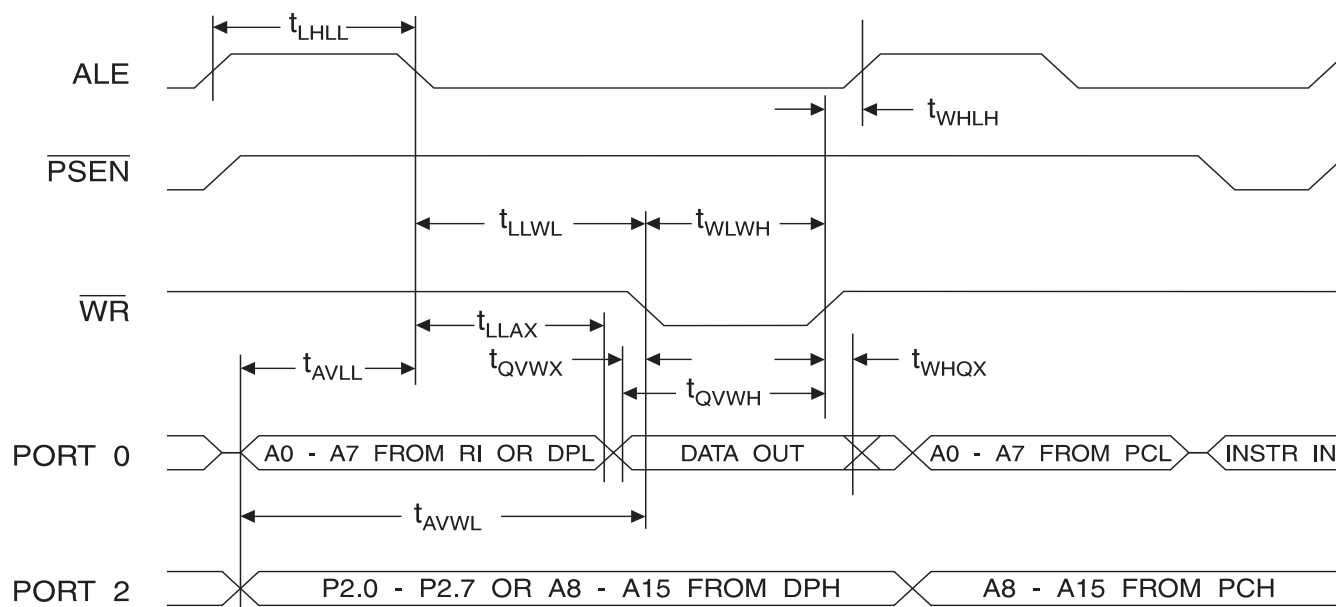 tLHLL
ALE
tWHLH
PSEN
tLLWL tWLWH
WR
tLLAX
tAVLL tQVWX tWHQX
tQVWH
PORT 0 A0 - A7 FROM RI OR DPL DATA OUT A0 - A7 FROM PCL INSTR IN
tAVWL
PORT 2 P2.0 - P2.7 OR A8 - A15 FROM DPH A8 - A15 FROM PCH